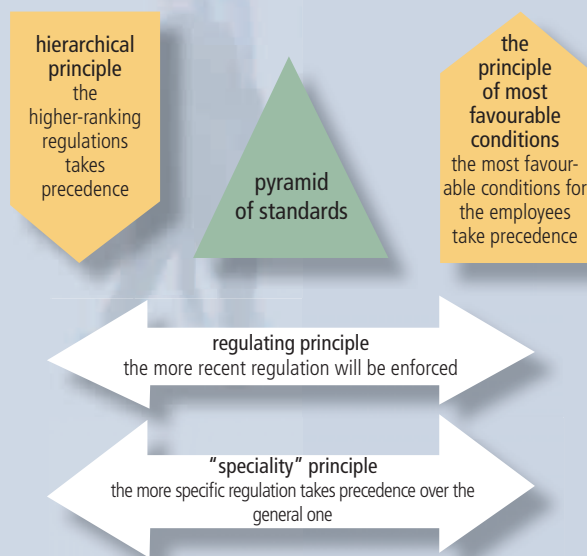 hierarchical
principle
the
higher-ranking
regulations
takes
precedence
pyramid
of standards
the
principle
of most
favourable
conditions
the most favour-
able conditions for
the employees
take precedence
regulating principle
the more recent regulation will be enforced
"speciality" principle
the more specific regulation takes precedence over the
general one